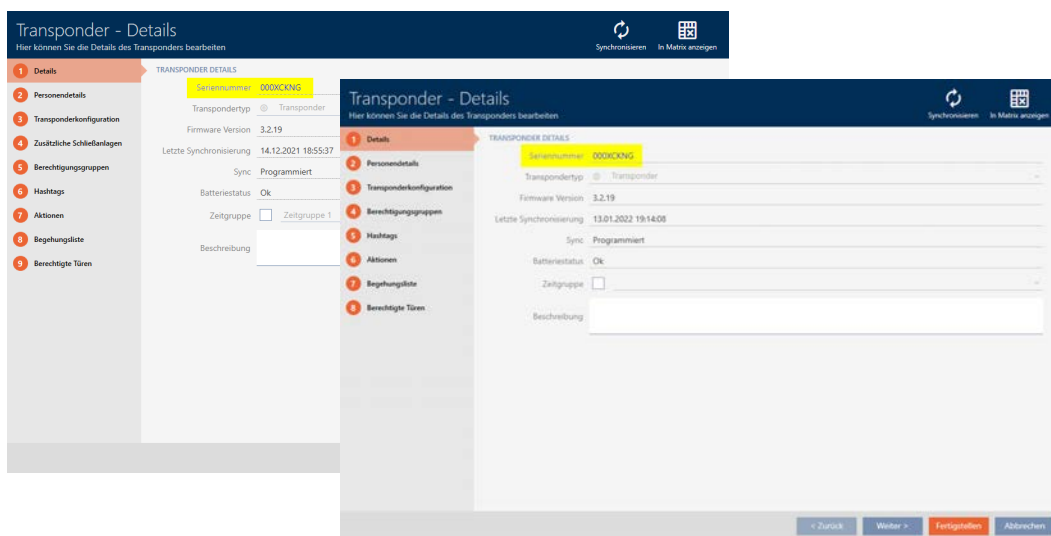 Transponder - Details
Hier können Sie die Details des Transponders bearbeiten
Synchronisieren
In Matrix anzeigen
1 Details
2 Personendetails
3 Transponderkonfiguration
4 Zusätzliche Schließanlagen
5 Berechtigungsgruppen
6 Hashtags
7 Aktionen
8 Begehungsliste
9 Berechtigte Türen
TRANSPONDER DETAILS
Seriennummer 000XCKNG
Transpondertyp Transponder
Firmware Version 3.2.19
Letzte Synchronisierung 14.12.2021 18:55:37
Sync Programmiert
Batteriestatus Ok
Zeitgruppe Zeitgruppe 1
Beschreibung
Transponder - Details
Hier können Sie die Details des Transponders bearbeiten
Synchronisieren
In Matrix anzeigen
1 Details
2 Personendetails
3 Transponderkonfiguration
4 Berechtigungsgruppen
5 Hashtags
6 Aktionen
7 Begehungsliste
8 Berechtigte Türen
TRANSPONDER DETAILS
Seriennummer 000XCKNG
Transpondertyp Transponder
Firmware Version 3.2.19
Letzte Synchronisierung 13.01.2022 19:14:08
Sync Programmiert
Batteriestatus Ok
Zeitgruppe
Beschreibung
< Zurück
Weiter >
Fertigstellen
Abbrechen